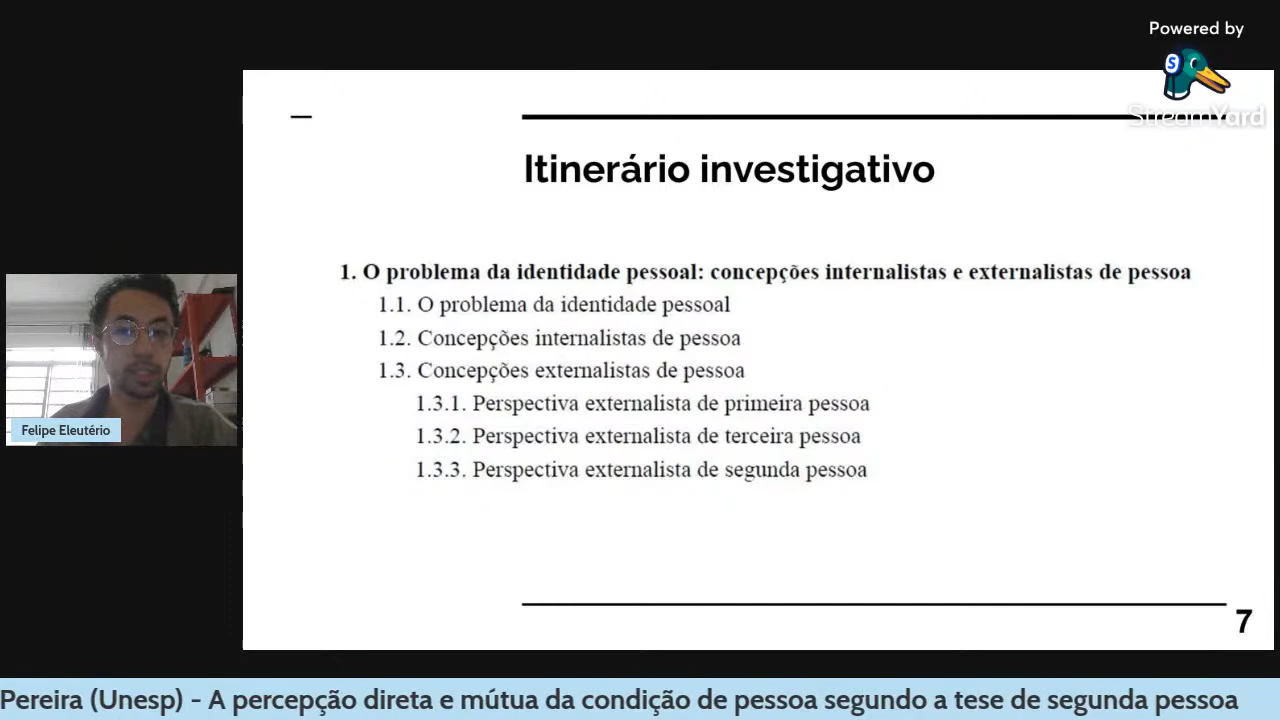 Powered by
StreamYard
Itinerário investigativo
1. O problema da identidade pessoal: concepções internalistas e externalistas de pessoa
1.1. O problema da identidade pessoal
1.2. Concepções internalistas de pessoa
1.3. Concepções externalistas de pessoa
1.3.1. Perspectiva externalista de primeira pessoa
1.3.2. Perspectiva externalista de terceira pessoa
1.3.3. Perspectiva externalista de segunda pessoa
Felipe Eleutério
7
Pereira (Unesp) - A percepção direta e mútua da condição de pessoa segundo a tese de segunda pessoa